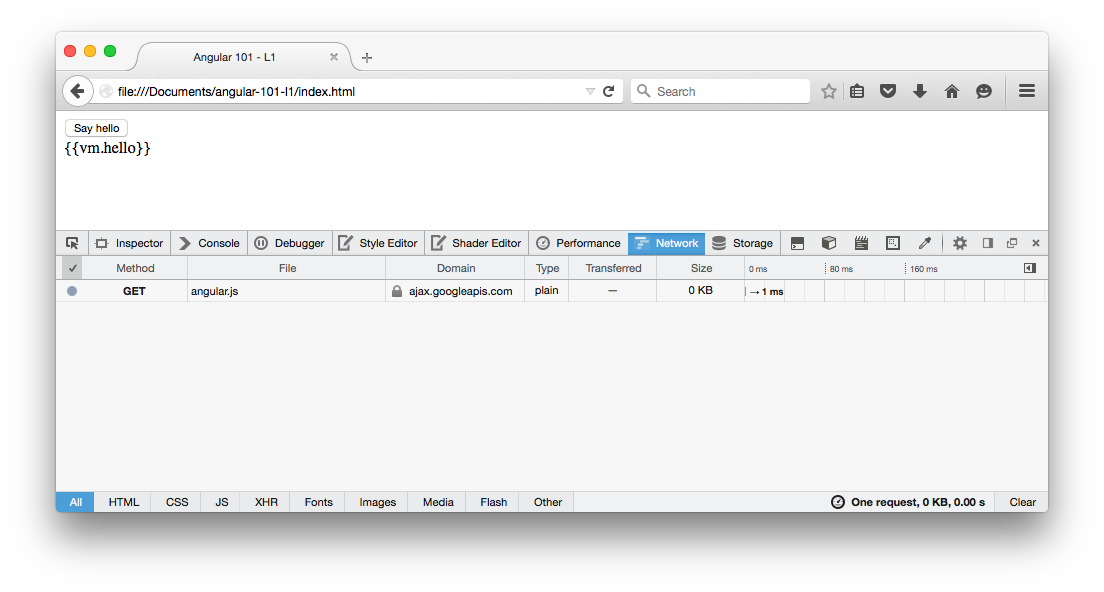 Angular 101 - L1
file:///Documents/angular-101-l1/index.html
Search
Say hello
{{vm.hello}}
Inspector Console Debugger Style Editor Shader Editor Performance Network Storage
✓ Method File Domain Type Transferred Size 0 ms 80 ms 160 ms
GET angular.js ajax.googleapis.com plain — 0 KB → 1 ms
All HTML CSS JS XHR Fonts Images Media Flash Other One request, 0 KB, 0.00 s Clear